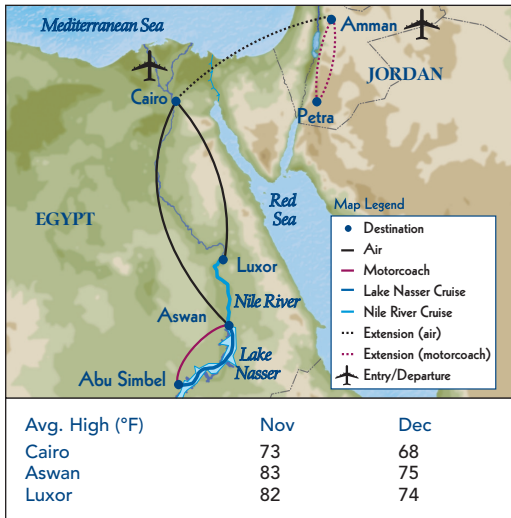 Mediterranean Sea
Amman
JORDAN
Cairo
Petra
Red
Sea
EGYPT
Luxor
Nile River
Aswan
Lake
Nasser
Abu Simbel
Map Legend
Destination
Air
Motorcoach
Lake Nasser Cruise
Nile River Cruise
Extension (air)
Extension (motorcoach)
Entry/Departure
Avg. High (°F) Nov Dec
Cairo 73 68
Aswan 83 75
Luxor 82 74